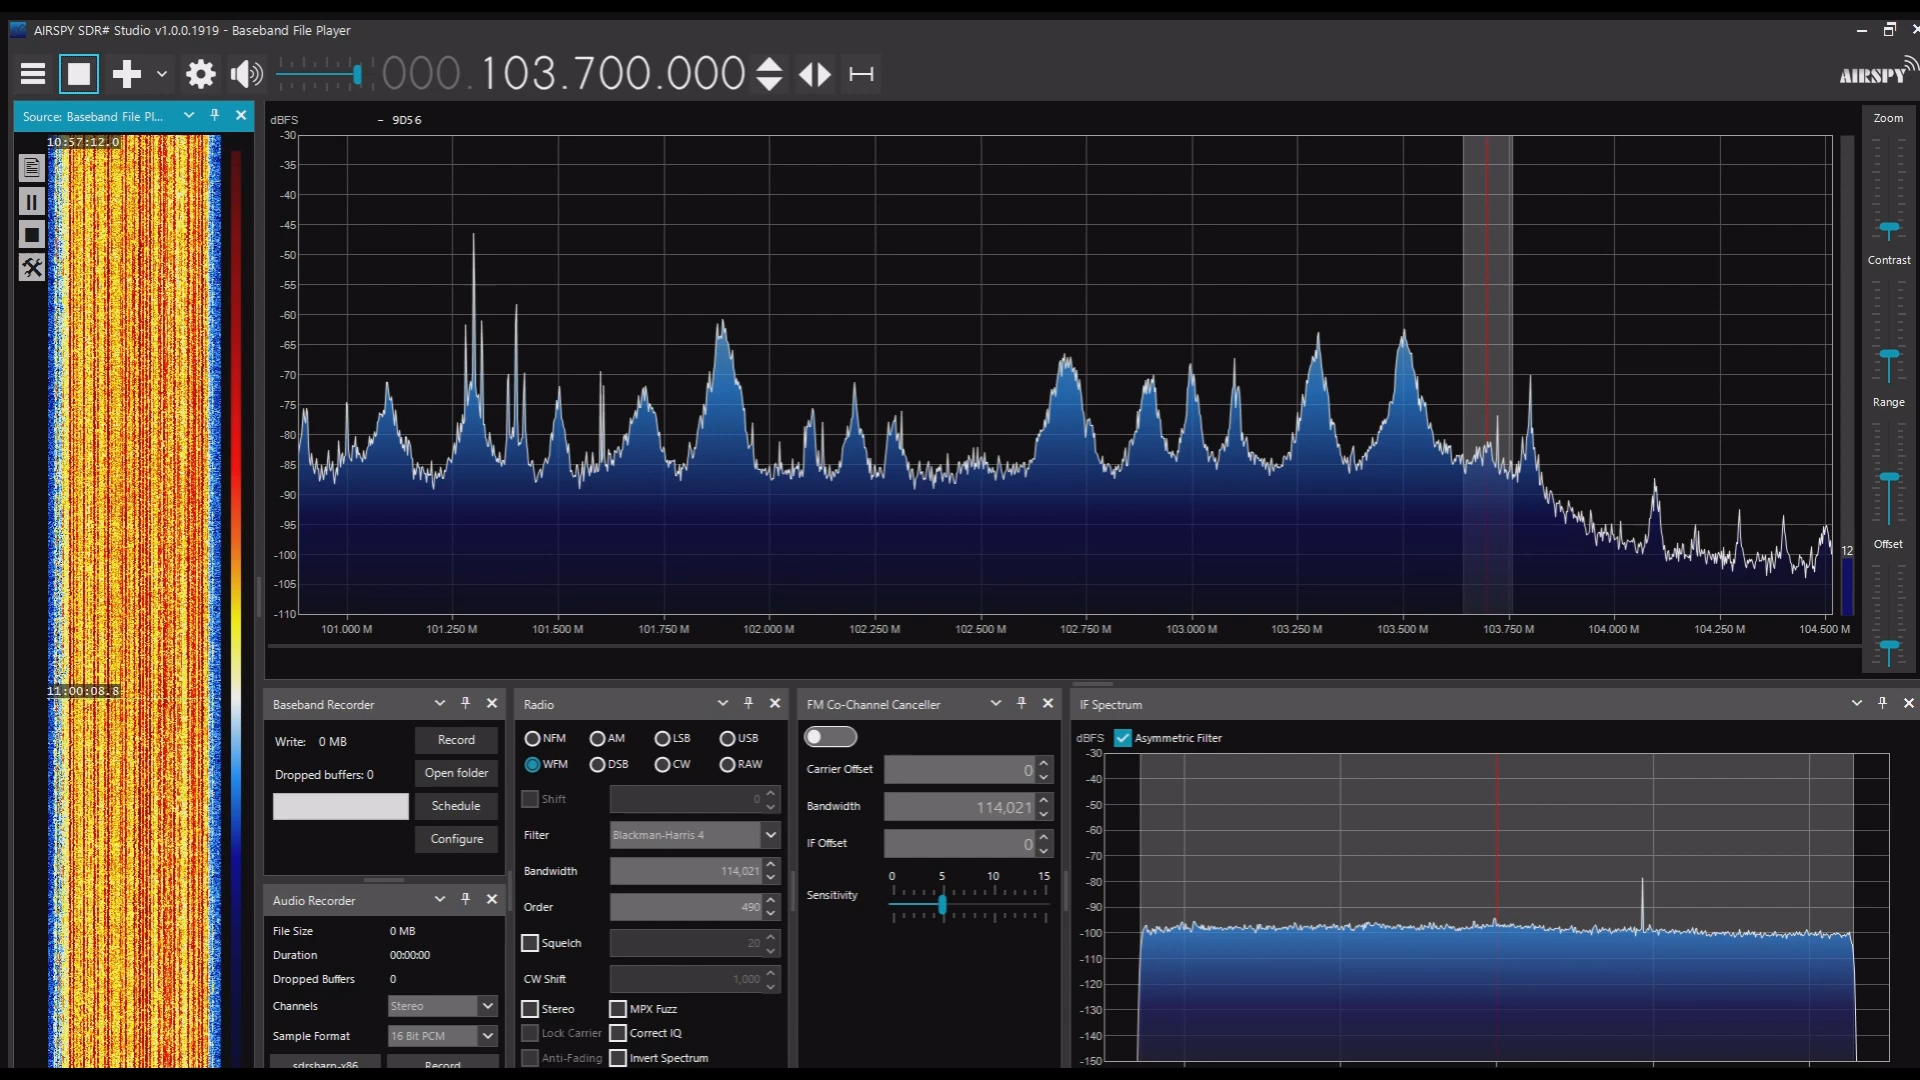 AIRSPY SDR# Studio v1.0.0.1919 - Baseband File Player
000.103.700.000
AIRSPY
Source: Baseband File Pl...
10:57:12.0
11:00:08.8
dBFS
- 9D56
-30
-35
-40
-45
-50
-55
-60
-65
-70
-75
-80
-85
-90
-95
-100
-105
-110
101.000 M 101.250 M 101.500 M 101.750 M 102.000 M 102.250 M 102.500 M 102.750 M 103.000 M 103.250 M 103.500 M 103.750 M 104.000 M 104.250 M 104.500 M
12
Zoom
Contrast
Range
Offset
Baseband Recorder
Write: 0 MB
Record
Dropped buffers: 0
Open folder
Schedule
Configure
Audio Recorder
File Size 0 MB
Duration 00:00:00
Dropped Buffers 0
Channels Stereo
Sample Format 16 Bit PCM
sdrsharp-x86 Record
Radio
NFM AM LSB USB
WFM DSB CW RAW
Shift 0
Filter Blackman-Harris 4
Bandwidth 114,021
Order 490
Squelch 20
CW Shift 1,000
Stereo MPX Fuzz
Lock Carrier Correct IQ
Anti-Fading Invert Spectrum
FM Co-Channel Canceller
Carrier Offset 0
Bandwidth 114,021
IF Offset 0
0 5 10 15
Sensitivity
IF Spectrum
dBFS Asymmetric Filter
-30
-40
-50
-60
-70
-80
-90
-100
-110
-120
-130
-140
-150